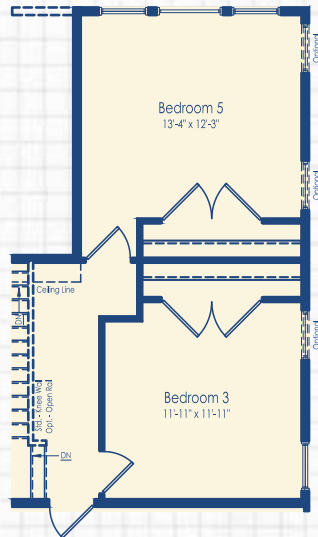 Optional
Bedroom 5
13'-4" x 12'-3"
Optional
Ceiling Line
DN
Optional
Std. - Knee Wall
Opt. - Open Rail
Bedroom 3
11'-11" x 11'-11"
DN